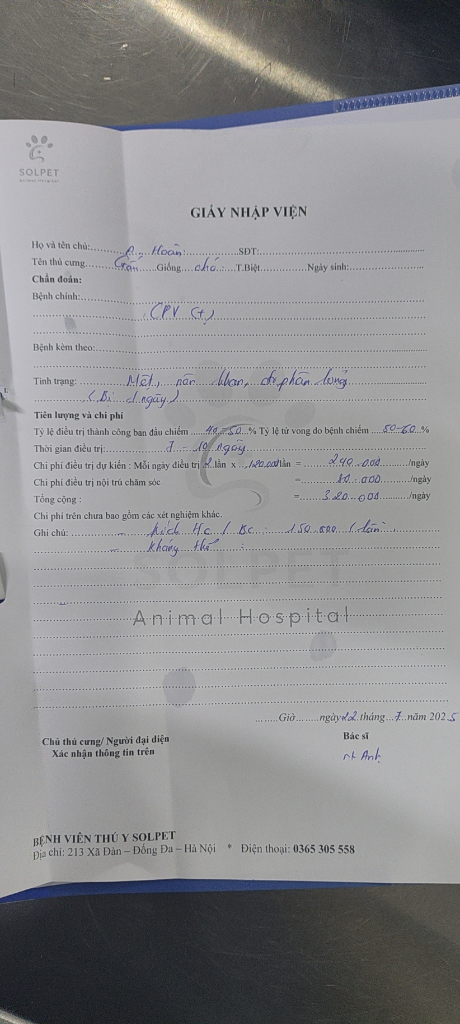 SOLPET
Animal Hospital
GIẤY NHẬP VIỆN
Họ và tên chủ: A. Hoàn SĐT:
Tên thú cưng Giống chó T.Biệt Ngày sinh:
Chẩn đoán:
Bệnh chính:
CPV (+)
Bệnh kèm theo:
Tình trạng: Mệt, nôn khan, đi phân lỏng
(Bị 1 ngày)
Tiên lượng và chi phí
Tỷ lệ điều trị thành công ban đầu chiếm 40-50% Tỷ lệ tử vong do bệnh chiếm 50-60%
Thời gian điều trị: 7 - 10 ngày
Chi phí điều trị dự kiến : Mỗi ngày điều trị 2 lần x 120.000/lần = 240.000/ngày
Chi phí điều trị nội trú chăm sóc = 80.000/ngày
Tổng cộng : = 320.000/ngày
Chi phí trên chưa bao gồm các xét nghiệm khác.
Ghi chú: - kích HC / BC : 150.000 / lần
- Kháng thể :
SOLPET
Animal Hospital
Giờ ngày 22 tháng 7 năm 2025
Chủ thú cưng/ Người đại diện
Xác nhận thông tin trên
Bác sĩ
Anh
BỆNH VIỆN THÚ Y SOLPET
Địa chỉ: 213 Xã Đàn – Đống Đa – Hà Nội * Điện thoại: 0365 305 558